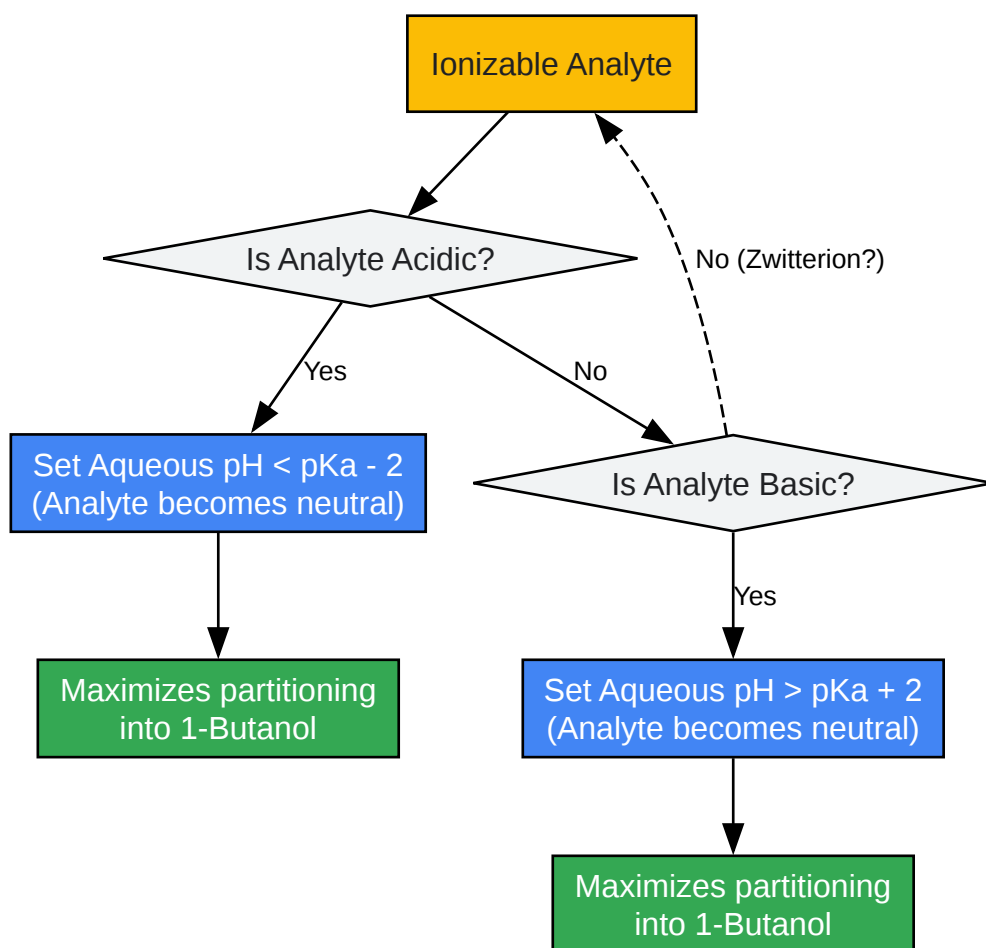 Ionizable Analyte
Is Analyte Acidic?
No (Zwitterion?)
Yes
No
Set Aqueous pH < pKa - 2
(Analyte becomes neutral)
Is Analyte Basic?
Yes
Maximizes partitioning
into 1-Butanol
Set Aqueous pH > pKa + 2
(Analyte becomes neutral)
Maximizes partitioning
into 1-Butanol